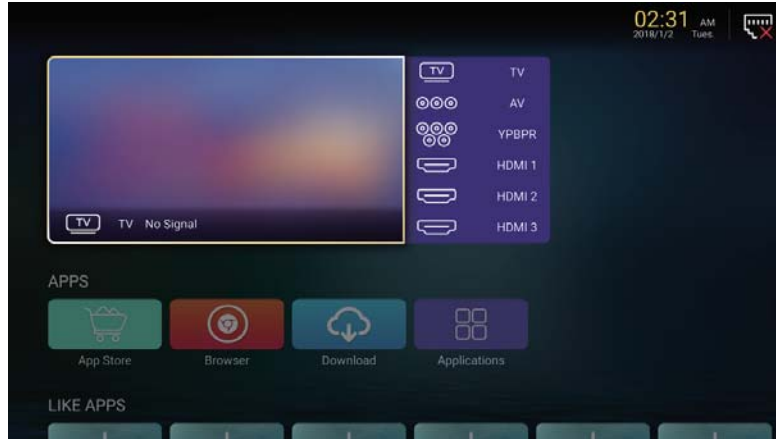 02:31 AM
2018/1/2 Tues.
TV TV
AV
YPBPR
HDMI 1
HDMI 2
HDMI 3
TV TV No Signal
APPS
App Store Browser Download Applications
LIKE APPS